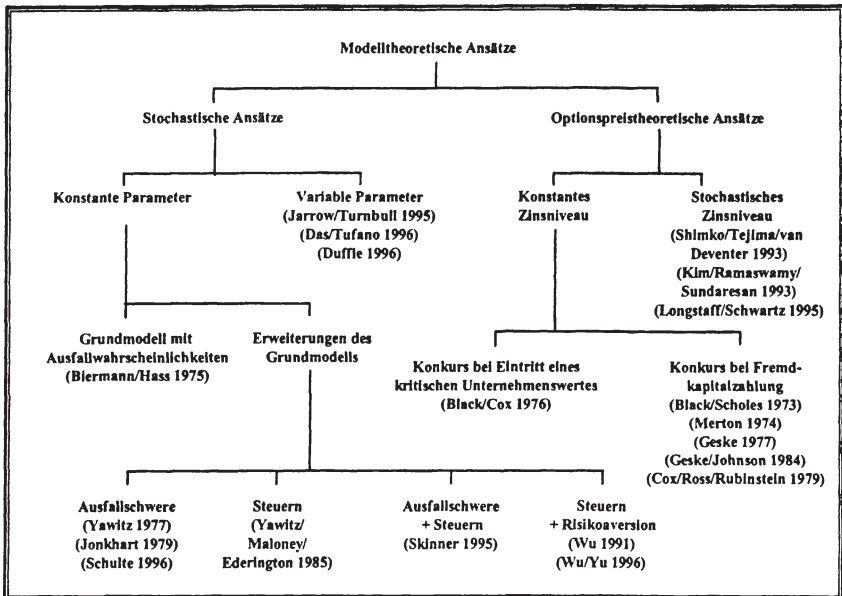 Modelltheoretische Ansätze
Stochastische Ansätze
Optionspreistheoretische Ansätze
Konstante Parameter
Variable Parameter
(Jarrow/Turnbull 1995)
(Das/Tufano 1996)
(Duffie 1996)
Konstantes
Zinsniveau
Stochastisches
Zinsniveau
(Shimko/Tejima/van
Deventer 1993)
(Kim/Ramaswamy/
Sundaresan 1993)
(Longstaff/Schwartz 1995)
Grundmodell mit
Ausfallwahrscheinlichkeiten
(Biermann/Hass 1975)
Erweiterungen des
Grundmodells
Konkurs bei Eintritt eines
kritischen Unternehmenswertes
(Black/Cox 1976)
Konkurs bei Fremd-
kapitalzahlung
(Black/Scholes 1973)
(Merton 1974)
(Geske 1977)
(Geske/Johnson 1984)
(Cox/Ross/Rubinstein 1979)
Ausfallschwere
(Yawitz 1977)
(Jonkhart 1979)
(Schulte 1996)
Steuern
(Yawitz/
Maloney/
Ederington 1985)
Ausfallschwere
+ Steuern
(Skinner 1995)
Steuern
+ Risikoaversion
(Wu 1991)
(Wu/Yu 1996)